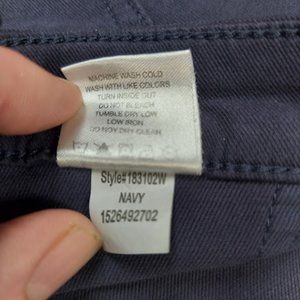 MACHINE WASH COLD
WASH WITH LIKE COLORS
TURN INSIDE OUT
DO NOT BLEACH
TUMBLE DRY LOW
LOW IRON
DO NOT DRY CLEAN
Style#183102W
NAVY
1526492702